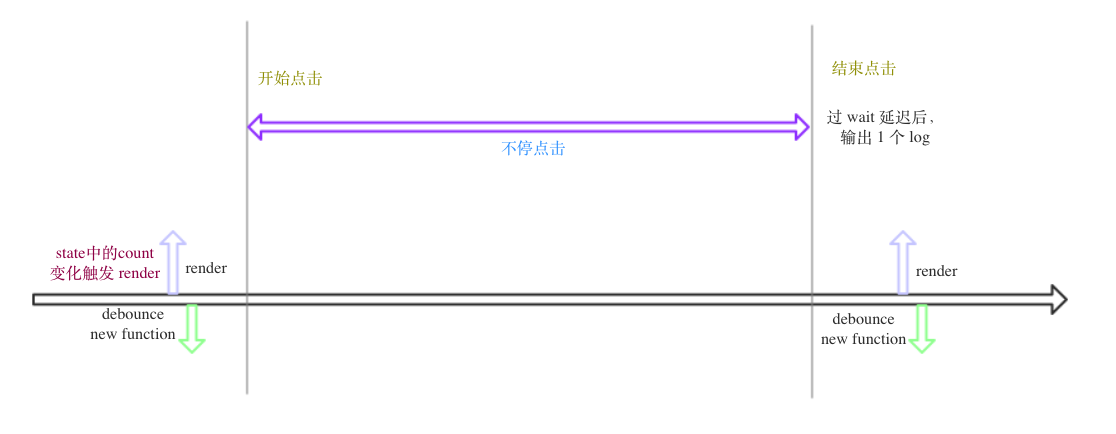 开始点击
结束点击
过 wait 延迟后，
输出 1 个 log
不停点击
state中的count
变化触发 render
render
render
debounce
new function
debounce
new function